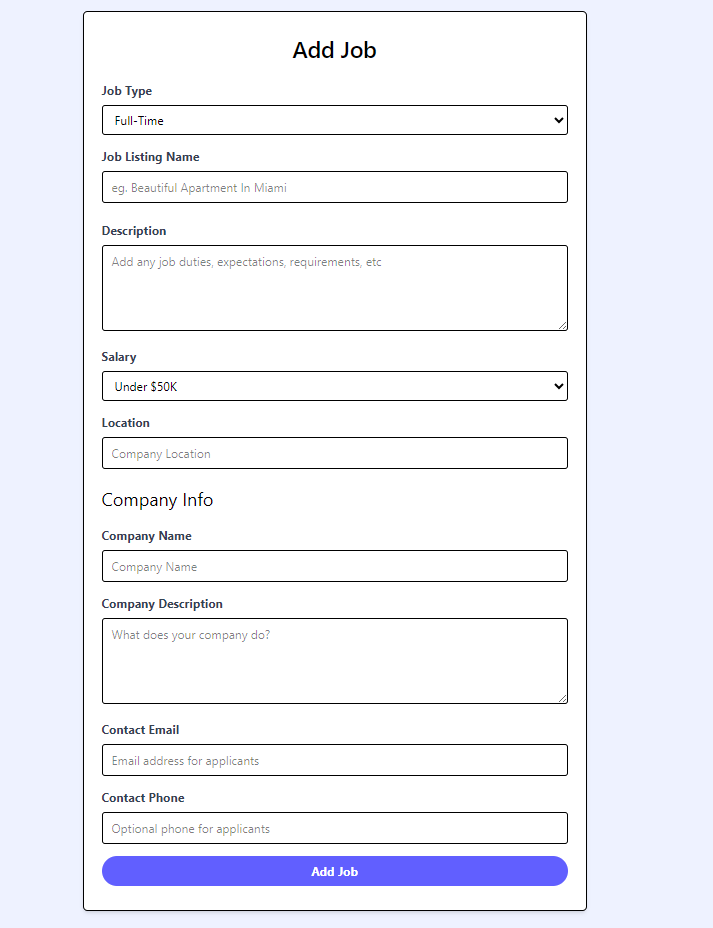 Add Job
Job Type
Full-Time
Job Listing Name
eg. Beautiful Apartment In Miami
Description
Add any job duties, expectations, requirements, etc
Salary
Under $50K
Location
Company Location
Company Info
Company Name
Company Name
Company Description
What does your company do?
Contact Email
Email address for applicants
Contact Phone
Optional phone for applicants
Add Job